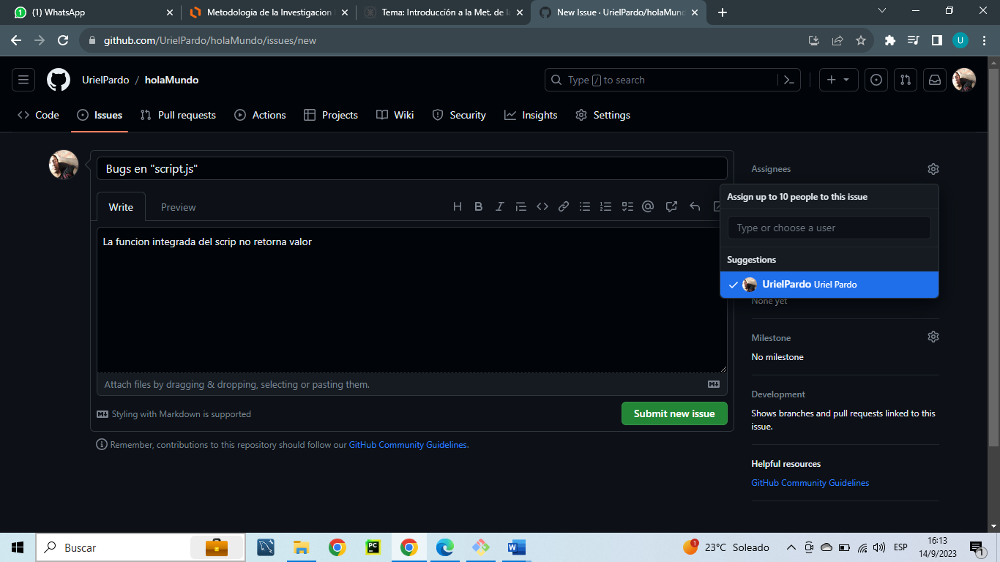 (1) WhatsApp
Metodologia de la Investigacion
Tema: Introducción a la Met. de la
New Issue · UrielPardo/holaMund
github.com/UrielPardo/holaMundo/issues/new
U
UrielPardo / holaMundo
Type / to search
Code
Issues
Pull requests
Actions
Projects
Wiki
Security
Insights
Settings
Bugs en "script.js"
Write
Preview
La funcion integrada del scrip no retorna valor
Attach files by dragging & dropping, selecting or pasting them.
Styling with Markdown is supported
Submit new issue
Remember, contributions to this repository should follow our GitHub Community Guidelines.
Assignees
Assign up to 10 people to this issue
Type or choose a user
Suggestions
UrielPardo Uriel Pardo
None yet
Milestone
No milestone
Development
Shows branches and pull requests linked to this
issue.
Helpful resources
GitHub Community Guidelines
Buscar
PC
1
23°C Soleado
ESP
16:13
14/9/2023
1